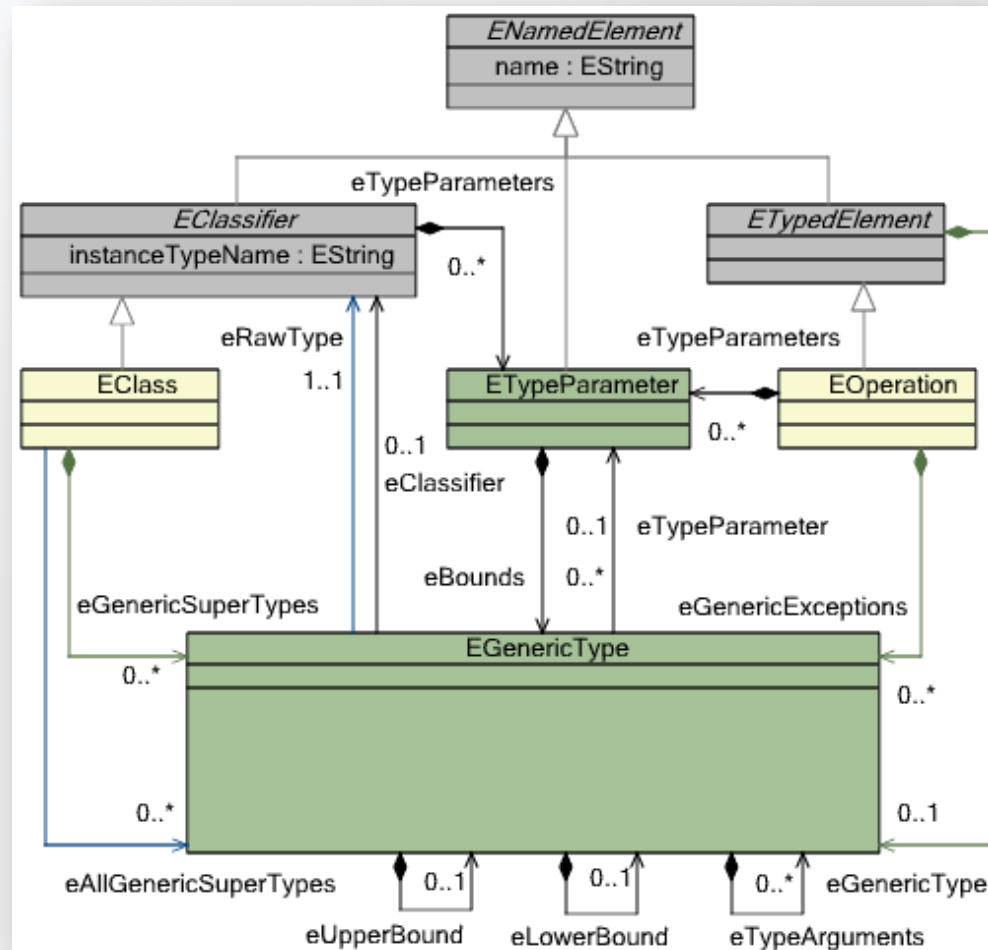 ENamedElement
name : EString
eTypeParameters
EClassifier
instanceTypeName : EString
ETypedElement
0..*
eRawType
1..1
eTypeParameters
EClass
ETypeParameter
EOperation
0..*
0..1
eClassifier
0..1
eTypeParameter
eBounds
0..*
eGenericSuperTypes
eGenericExceptions
EGenericType
0..*
0..*
0..*
0..1
eAllGenericSuperTypes
0..1
0..1
0..*
eGenericType
eUpperBound
eLowerBound
eTypeArguments